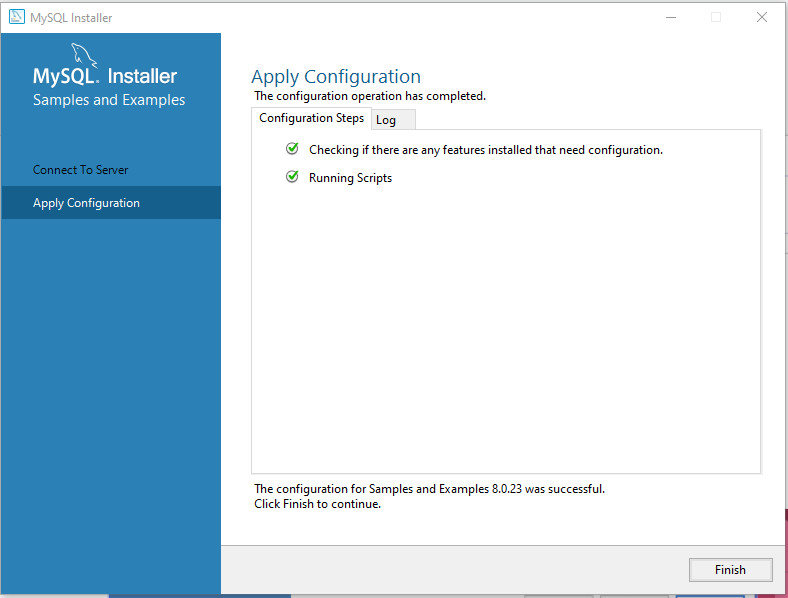 MySQL Installer
MySQL. Installer
Samples and Examples
Connect To Server
Apply Configuration
Apply Configuration
The configuration operation has completed.
Configuration Steps
Log
Checking if there are any features installed that need configuration.
Running Scripts
The configuration for Samples and Examples 8.0.23 was successful.
Click Finish to continue.
Finish